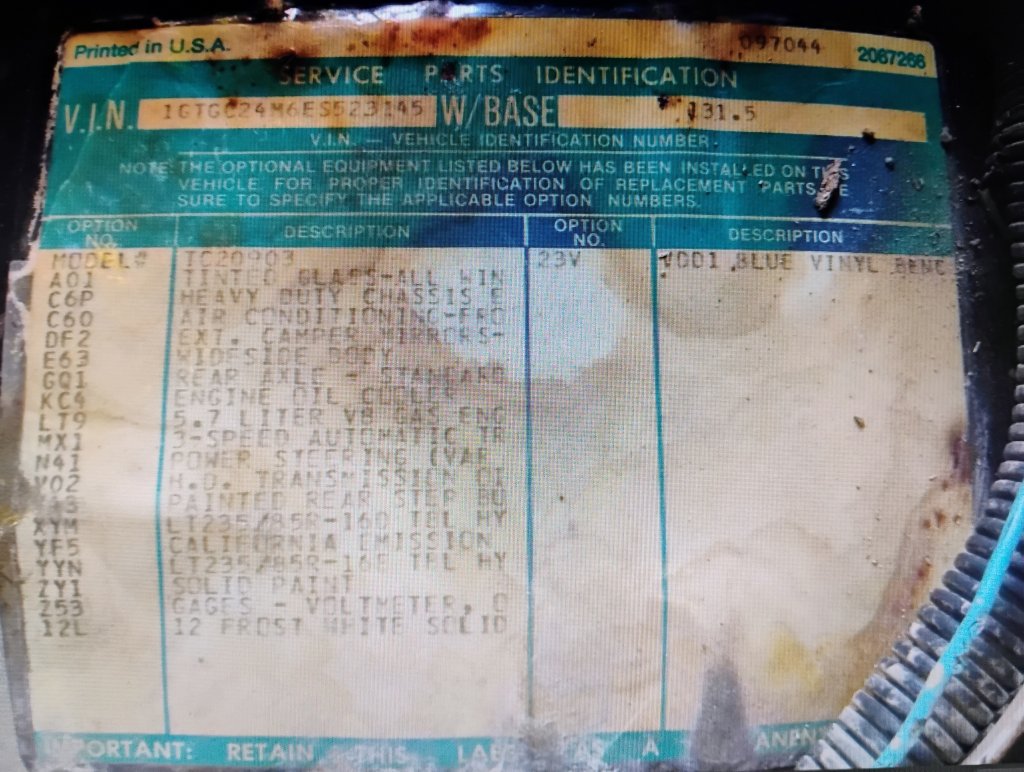 Printed in U.S.A. 097044 2087266
SERVICE PARTS IDENTIFICATION
V.I.N. 1GTGC24M6ES523145 W/BASE 131.5
V.I.N. — VEHICLE IDENTIFICATION NUMBER.
NOTE: THE OPTIONAL EQUIPMENT LISTED BELOW HAS BEEN INSTALLED ON THIS
VEHICLE FOR PROPER IDENTIFICATION OF REPLACEMENT PARTS, BE
SURE TO SPECIFY THE APPLICABLE OPTION NUMBERS.
OPTION NO. DESCRIPTION OPTION NO. DESCRIPTION
MODEL# TC20903 23V BLUE VINYL BENC
A01 TINTED GLASS-ALL WIN
C6P HEAVY DUTY CHASSIS E
C60 AIR CONDITIONING-FRO
DF2 EXT. CAMPER MIRRORS-
E63 WIDESIDE BODY
GQ1 REAR AXLE - STANDARD
KC4 ENGINE OIL COOLER
LT9 5.7 LITER V8 GAS ENG
MX1 3-SPEED AUTOMATIC TR
N41 POWER STEERING (VAR
V02 H.D. TRANSMISSION OI
PAINTED REAR STEP BU
XYM LT235/85R-16D TBL HY
YF5 CALIFORNIA EMISSION
YYN LT235/85R-16E TBL HY
ZY1 SOLID PAINT
Z53 GAGES - VOLTMETER, O
12L 12 FROST WHITE SOLID
IMPORTANT: RETAIN THIS LABEL AS A